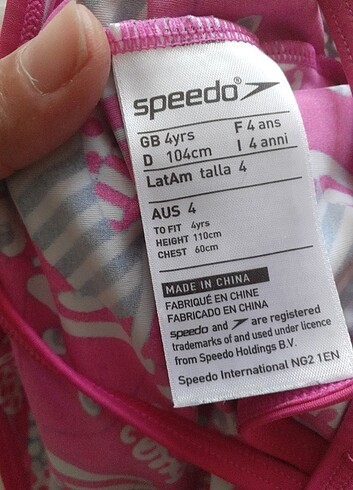 speedo®
GB 4yrs F 4 ans
D 104cm I 4 anni
LatAm talla 4
AUS 4
TO FIT 4yrs
HEIGHT 110cm
CHEST 60cm
MADE IN CHINA
FABRIQUÉ EN CHINE
FABRICADO EN CHINA
speedo and are registered
trademarks of and used under licence
from Speedo Holdings B.V.
Speedo International NG2 1EN